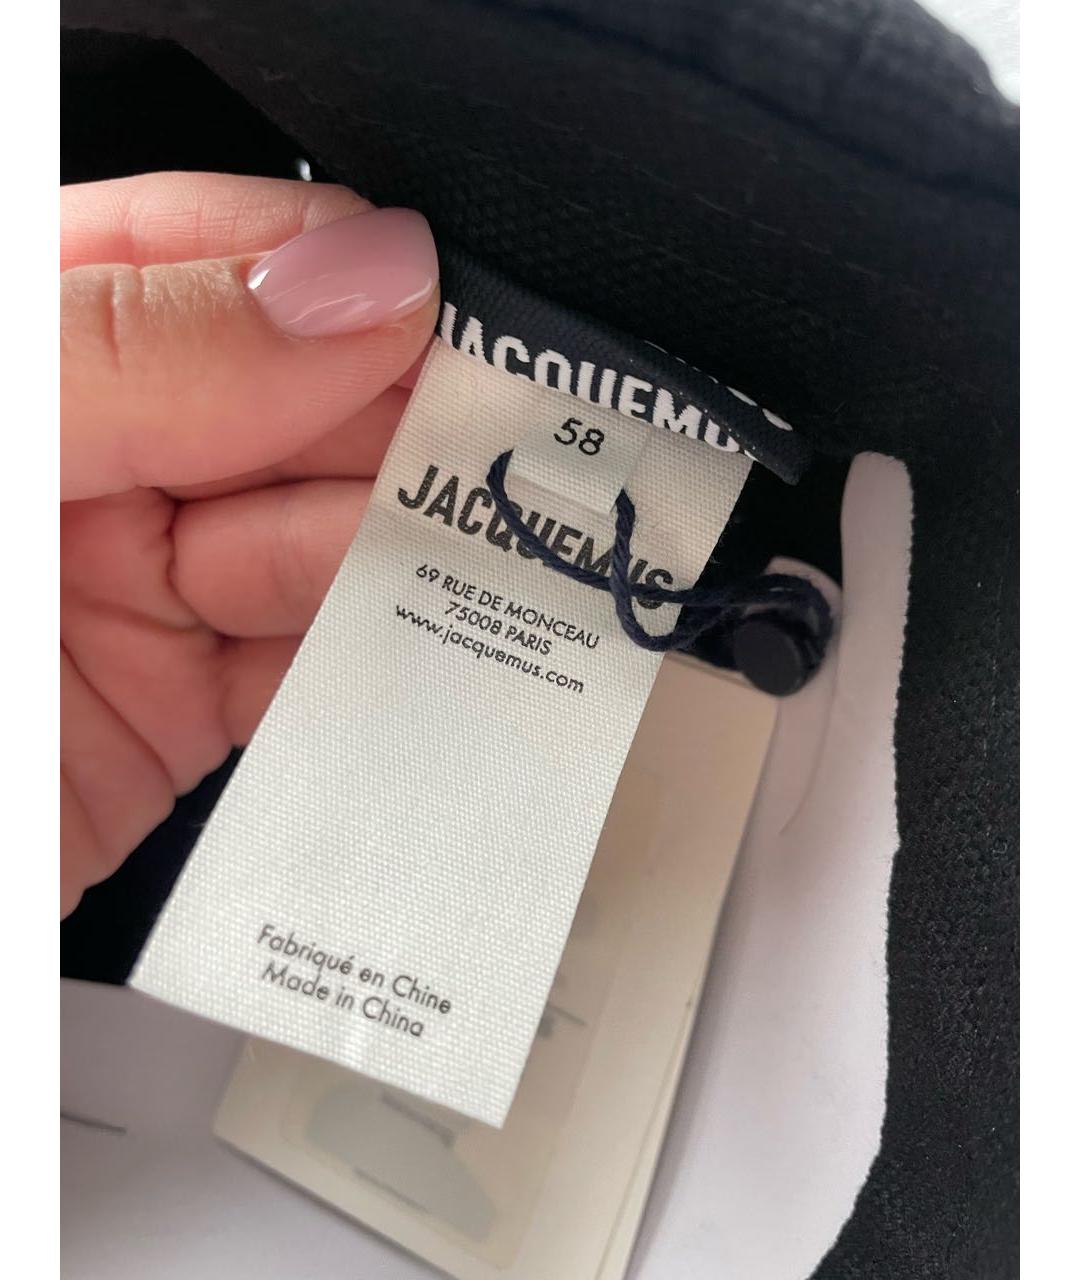 JACQUEMUS
58
JACQUEMUS
69 RUE DE MONCEAU
75008 PARIS
www.jacquemus.com
Fabriqué en Chine
Made in China